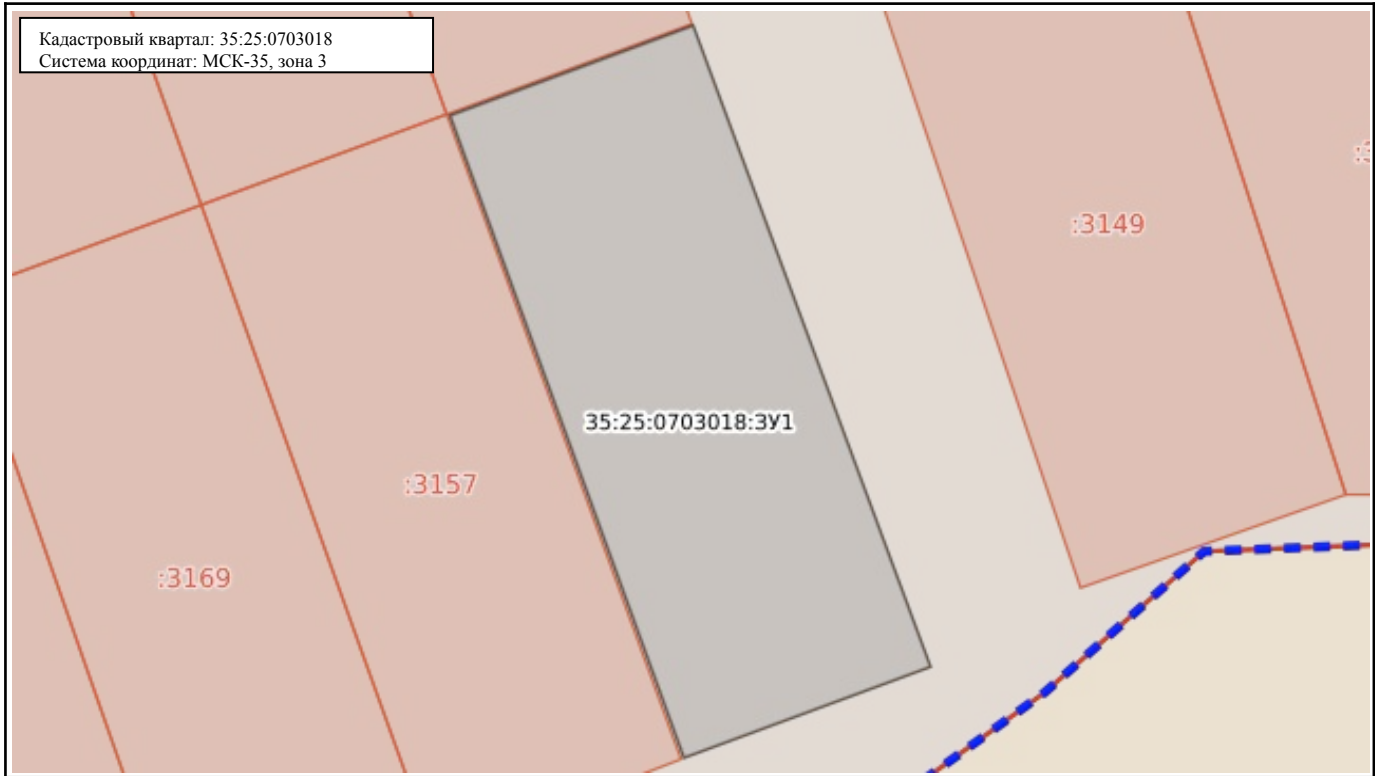 Кадастровый квартал: 35:25:0703018
Система координат: МСК-35, зона 3
:3149
35:25:0703018:ЗУ1
:3157
:3169